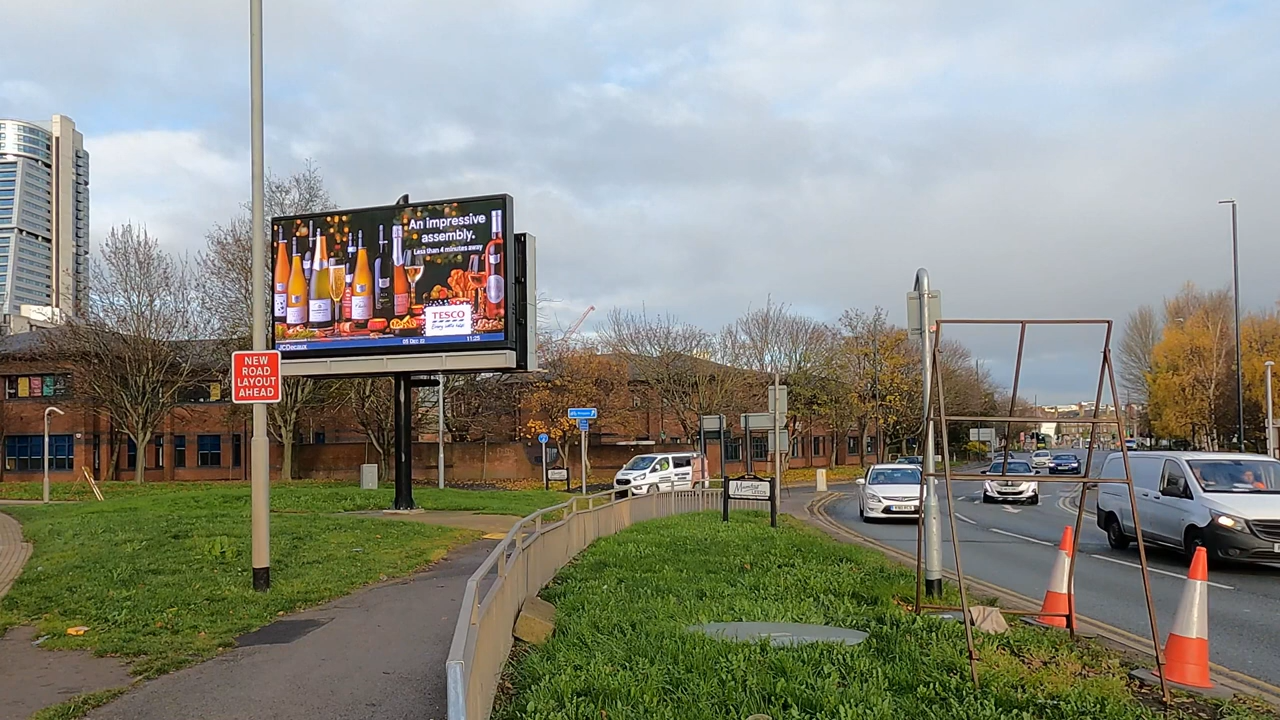 An impressive
assembly.
Less than 4 minutes away
TESCO
Every little helps
JCDecaux
05 Dec 22
11:25
NEW
ROAD
LAYOUT
AHEAD